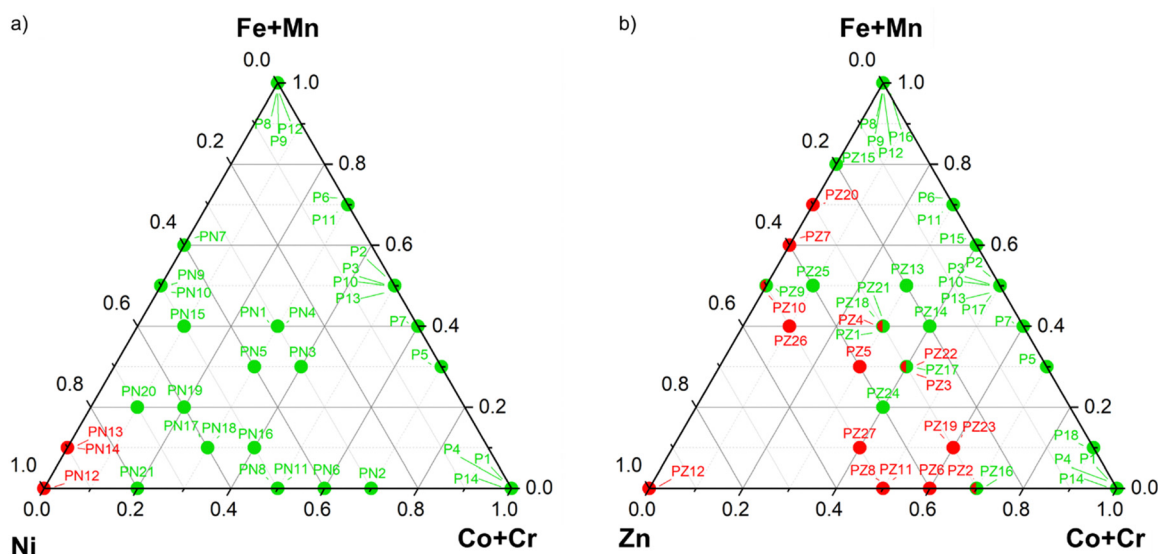 a)
Fe+Mn
0.0
1.0
P8
P12
P9
0.2
0.8
P6
P11
0.4
PN7
0.6
P2
P3
P10
P13
PN9
PN10
0.6
PN15
PN1
PN4
P7
0.4
PN5
PN3
P5
0.8
PN20
PN19
0.2
PN17
PN18
PN16
PN13
PN14
P4
P1
1.0
PN12
PN21
PN8
PN11
PN6
PN2
P14
0.0
0.0
0.2
0.4
0.6
0.8
1.0
Ni
Co+Cr
b)
Fe+Mn
0.0
1.0
P8
P16
P9
P12
0.2
PZ15
0.8
PZ20
P6
P11
0.4
PZ7
P15
0.6
P2
PZ25
PZ13
P3
P10
PZ9
PZ21
P13
PZ10
PZ18
P17
0.6
PZ4
PZ14
PZ26
PZ1
P7
0.4
PZ5
PZ22
PZ17
P5
PZ3
0.8
PZ24
0.2
PZ27
PZ19
PZ23
P18
P1
1.0
PZ12
PZ8
PZ11
PZ6
PZ2
PZ16
P4
P14
0.0
0.0
0.2
0.4
0.6
0.8
1.0
Zn
Co+Cr